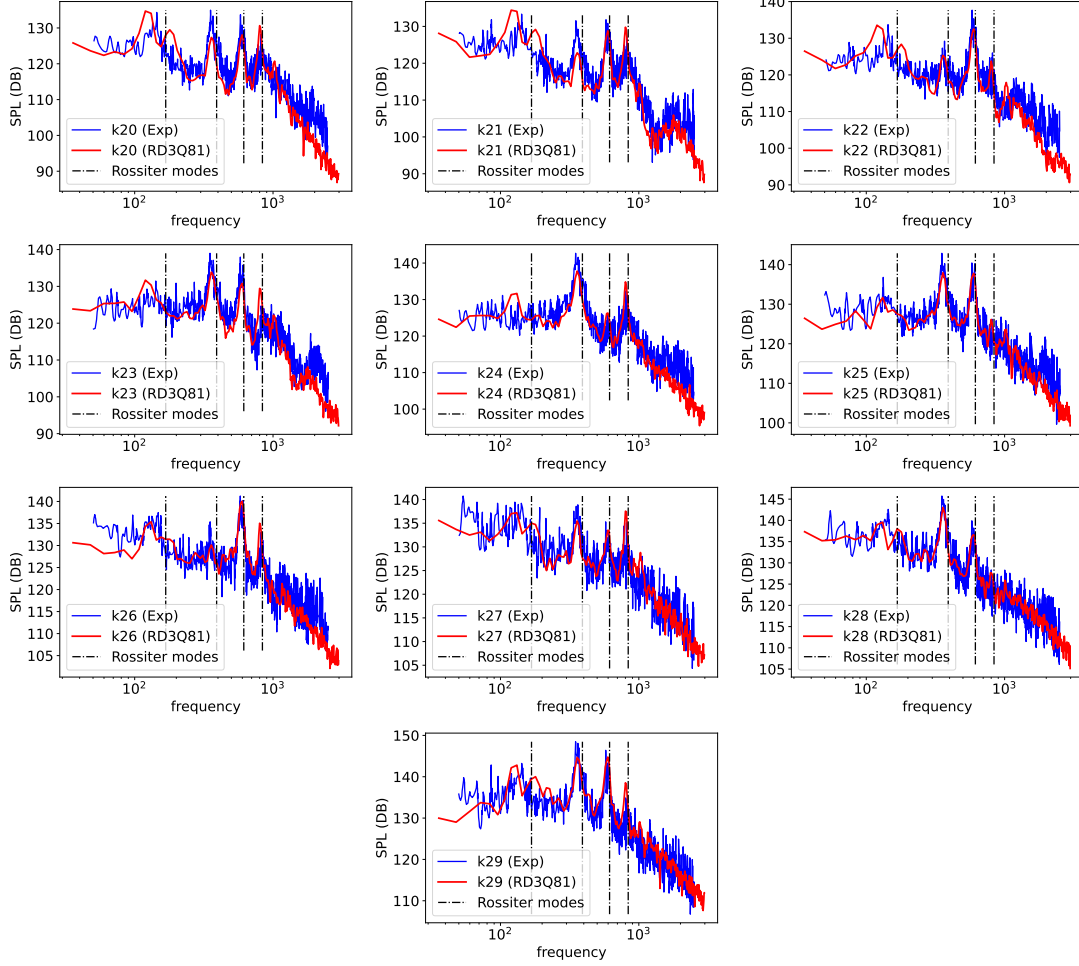 SPL (DB)
130
120
110
100
90
k20 (Exp)
k20 (RD3Q81)
Rossiter modes
10²
10³
frequency
SPL (DB)
130
120
110
100
90
k21 (Exp)
k21 (RD3Q81)
Rossiter modes
10²
10³
frequency
SPL (DB)
140
130
120
110
100
90
k22 (Exp)
k22 (RD3Q81)
Rossiter modes
10²
10³
frequency
SPL (DB)
140
130
120
110
100
90
k23 (Exp)
k23 (RD3Q81)
Rossiter modes
10²
10³
frequency
SPL (DB)
140
130
120
110
100
k24 (Exp)
k24 (RD3Q81)
Rossiter modes
10²
10³
frequency
SPL (DB)
140
130
120
110
100
k25 (Exp)
k25 (RD3Q81)
Rossiter modes
10²
10³
frequency
SPL (DB)
140
135
130
125
120
115
110
105
k26 (Exp)
k26 (RD3Q81)
Rossiter modes
10²
10³
frequency
SPL (DB)
140
135
130
125
120
115
110
105
k27 (Exp)
k27 (RD3Q81)
Rossiter modes
10²
10³
frequency
SPL (DB)
145
140
135
130
125
120
115
110
105
k28 (Exp)
k28 (RD3Q81)
Rossiter modes
10²
10³
frequency
SPL (DB)
150
140
130
120
110
k29 (Exp)
k29 (RD3Q81)
Rossiter modes
10²
10³
frequency